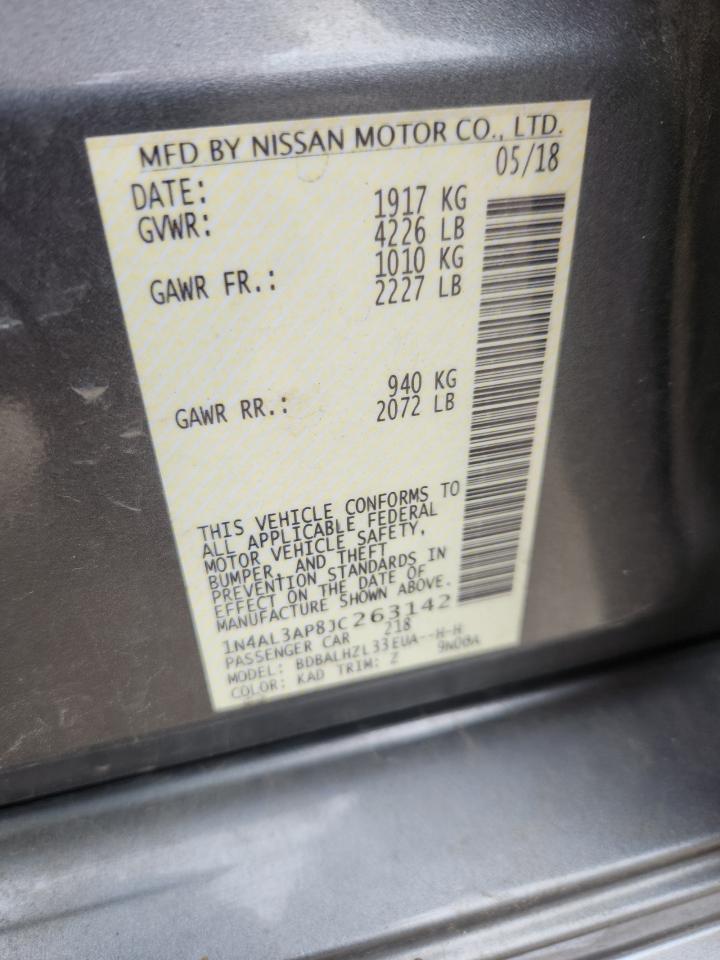 MFD BY NISSAN MOTOR CO., LTD.
DATE: 05/18
GVWR: 1917 KG
4226 LB
GAWR FR.: 1010 KG
2227 LB
GAWR RR.: 940 KG
2072 LB
THIS VEHICLE CONFORMS TO
ALL APPLICABLE FEDERAL
MOTOR VEHICLE SAFETY,
BUMPER, AND THEFT
PREVENTION STANDARDS IN
EFFECT ON THE DATE OF
MANUFACTURE SHOWN ABOVE.
1N4AL3AP8JC263142
PASSENGER CAR 218
MODEL: BDBALHZL33EUA--H-H
COLOR: KAD TRIM: Z 9N00A